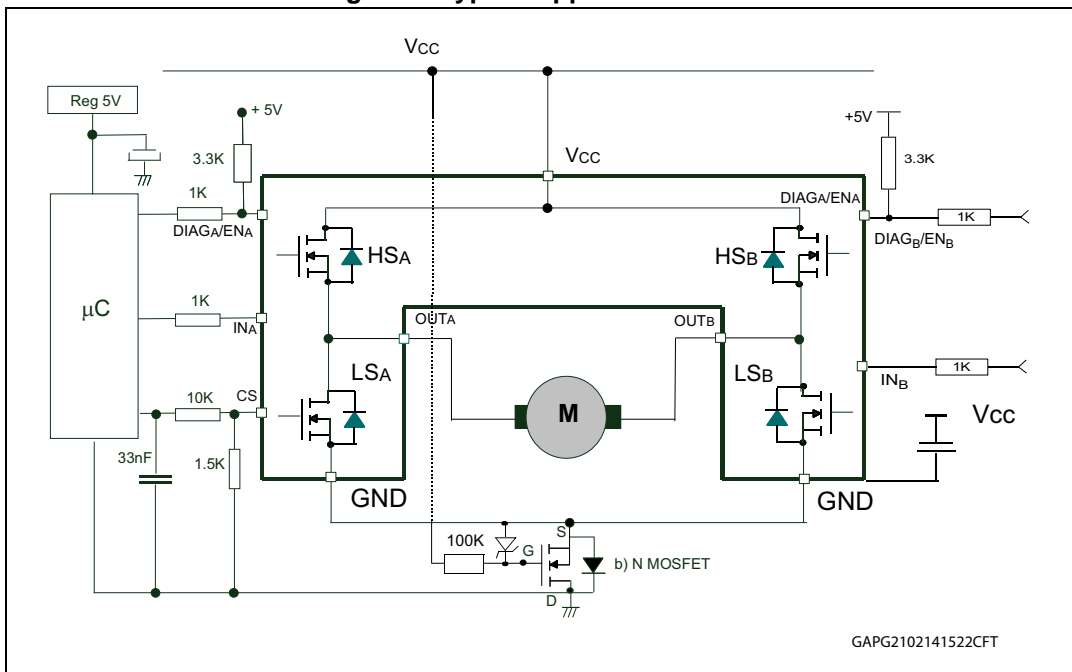 VCC
Reg 5V
+ 5V
+5V
3.3K
VCC
3.3K
1K
DIAGA/ENA
DIAGA/ENA
1K
DIAGB/ENB
HSA
HSB
µC
1K
INA
OUTA
OUTB
LSA
LSB
1K
INB
10K
CS
M
VCC
33nF
1.5K
GND
GND
100K
G
S
b) N MOSFET
D
GAPG2102141522CFT